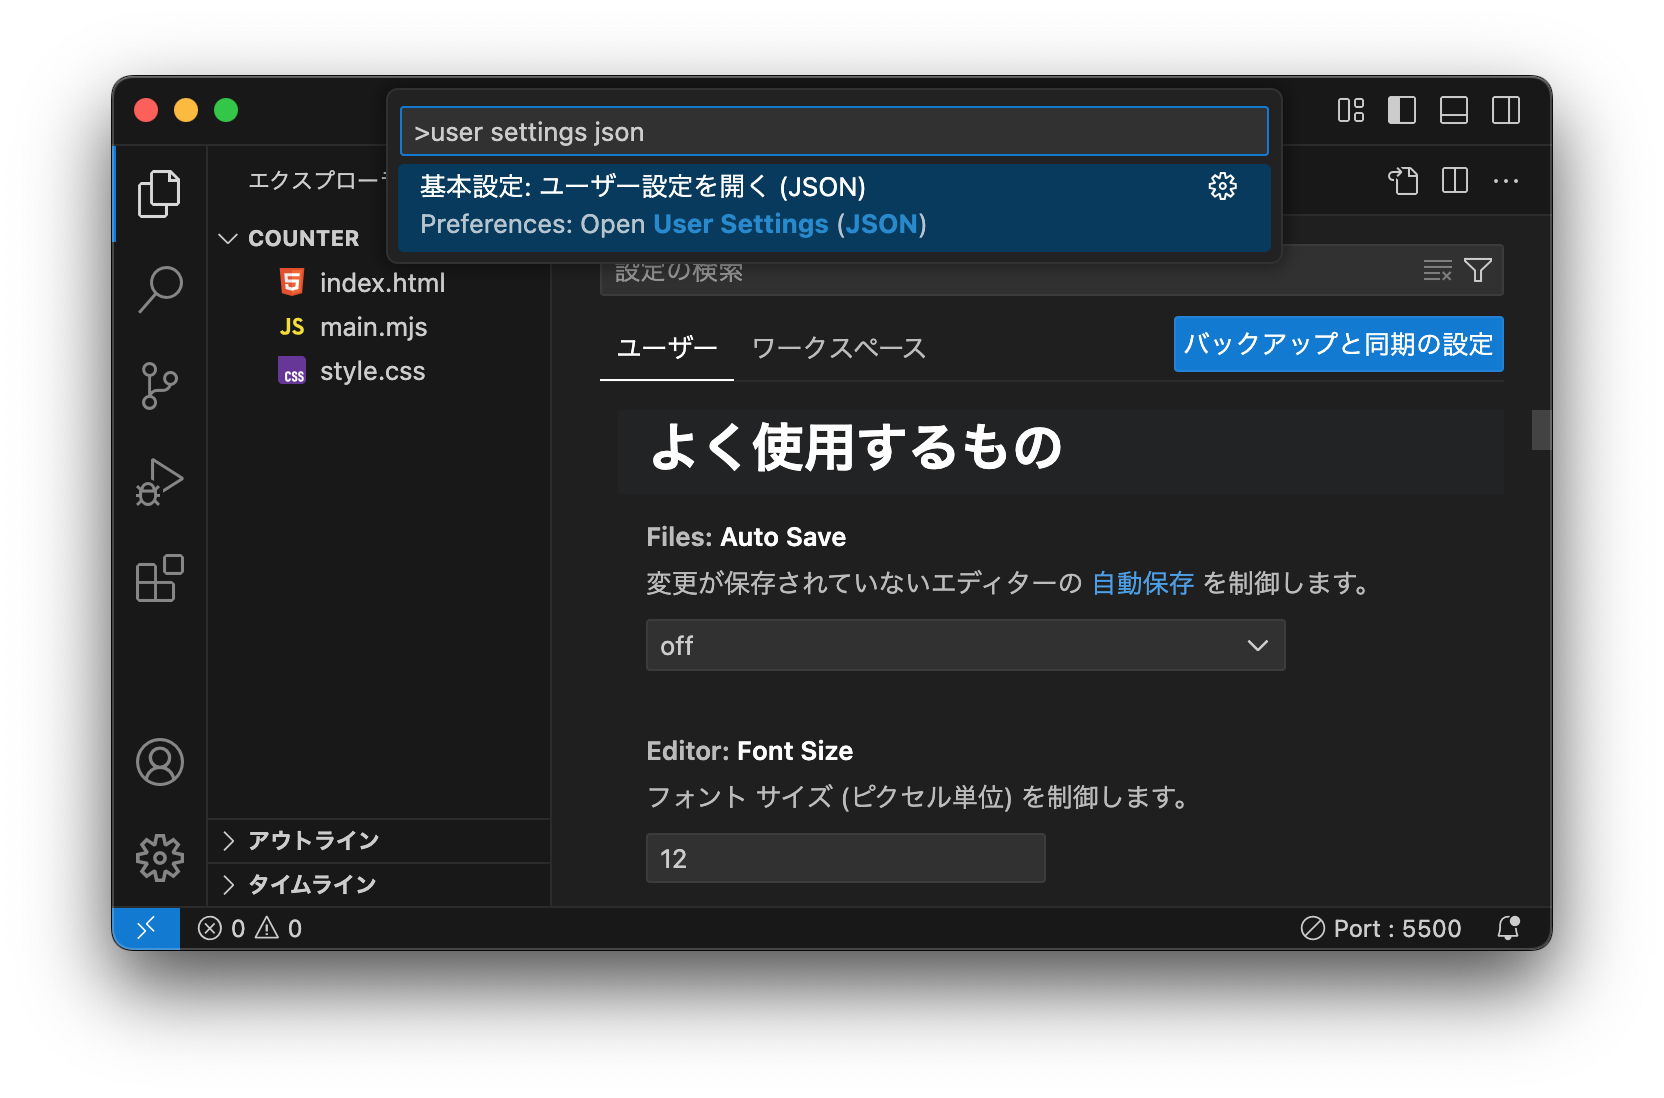 >user settings json
基本設定: ユーザー設定を開く (JSON)
Preferences: Open User Settings (JSON)
エクスプローラ
COUNTER
index.html
JS main.mjs
CSS style.css
設定の検索
ユーザー
ワークスペース
バックアップと同期の設定
よく使用するもの
Files: Auto Save
変更が保存されていないエディターの 自動保存 を制御します。
off
Editor: Font Size
フォント サイズ (ピクセル単位) を制御します。
12
アウトライン
タイムライン
0 0
Port : 5500